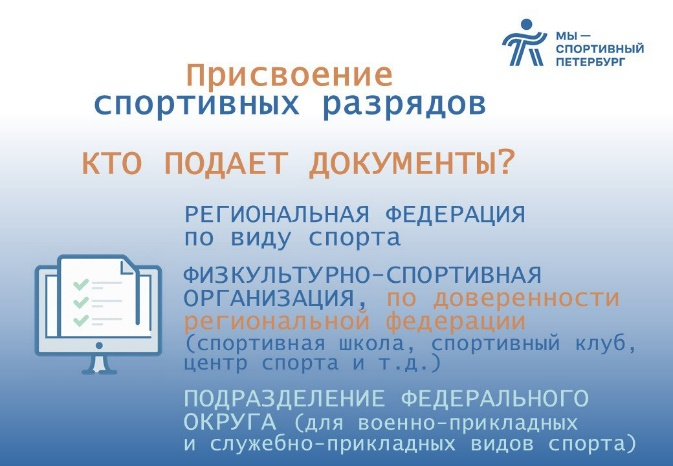 МЫ —
СПОРТИВНЫЙ
ПЕТЕРБУРГ
Присвоение
спортивных разрядов
КТО ПОДАЕТ ДОКУМЕНТЫ?
РЕГИОНАЛЬНАЯ ФЕДЕРАЦИЯ
по виду спорта
ФИЗКУЛЬТУРНО-СПОРТИВНАЯ
ОРГАНИЗАЦИЯ, по доверенности
региональной федерации
(спортивная школа, спортивный клуб,
центр спорта и т.д.)
ПОДРАЗДЕЛЕНИЕ ФЕДЕРАЛЬНОГО
ОКРУГА (для военно-прикладных
и служебно-прикладных видов спорта)